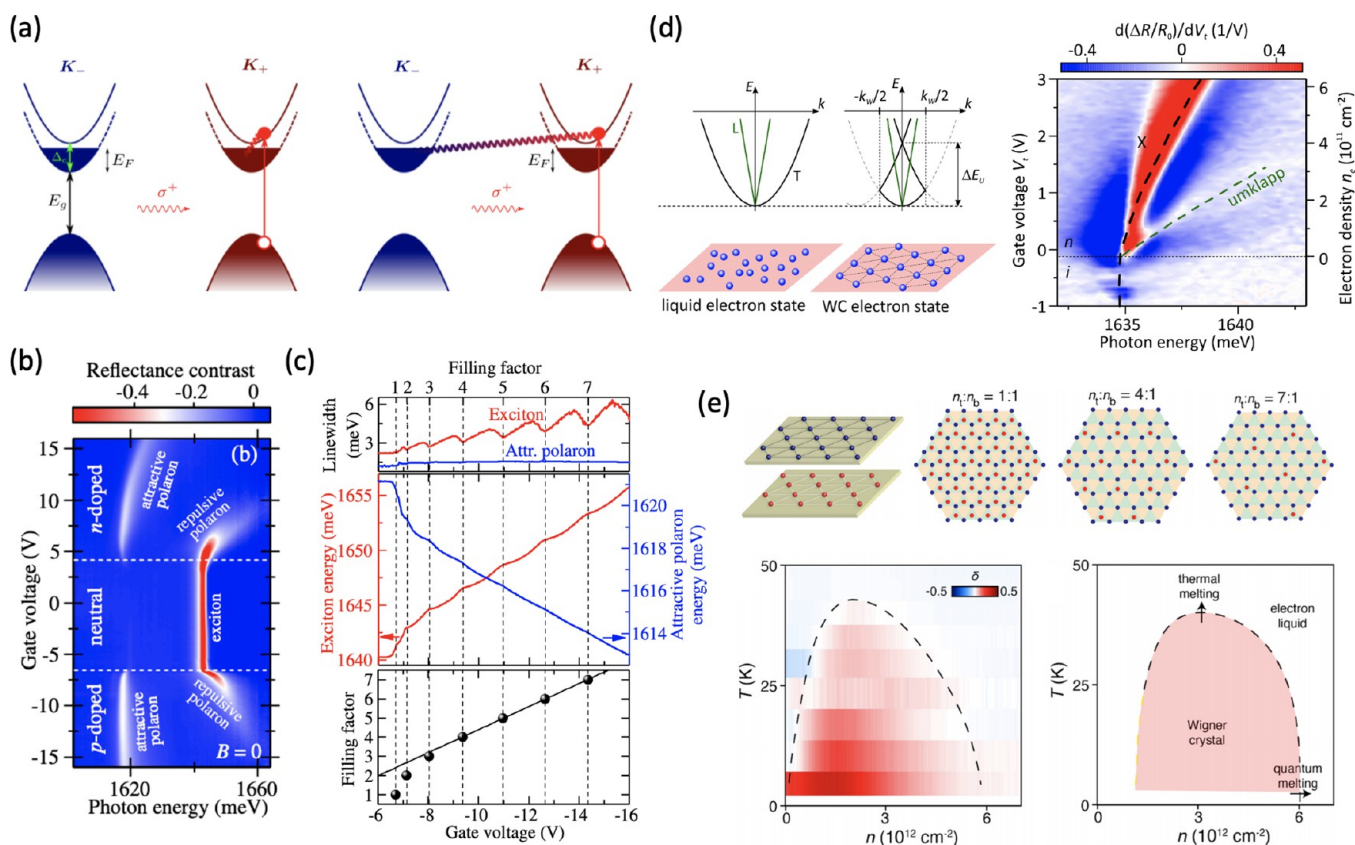 (a)
K₋
K₊
K₋
K₊
Δc
E_F
E_F
E_g
σ⁺
σ⁺
(b)
Reflectance contrast
-0.4
-0.2
0
(b)
Gate voltage (V)
15
10
5
0
-5
-10
-15
n-doped
neutral
p-doped
attractive
polaron
repulsive
polaron
exciton
attractive
polaron
repulsive
polaron
B = 0
1620
1640
1660
Photon energy (meV)
(c)
Filling factor
1 2 3 4 5 6 7
Linewidth
(meV)
6
3
Exciton
Attr. polaron
Exciton energy (meV)
1655
1650
1645
1640
1620
1618
1616
1614
Attractive polaron
energy (meV)
Filling factor
7
6
5
4
3
2
1
-6 -8 -10 -12 -14 -16
Gate voltage (V)
(d)
E
k
L
T
-k_w/2
E
k_w/2
k
ΔE_U
liquid electron state
WC electron state
d(ΔR/R₀)/dV_t (1/V)
-0.4 0 0.4
Gate voltage V_t (V)
3
2
1
0
-1
X
umklapp
n
i
6
4
2
0
Electron density n_e (10¹¹ cm⁻²)
1635
1640
Photon energy (meV)
(e)
n_t:n_b = 1:1
n_t:n_b = 4:1
n_t:n_b = 7:1
T (K)
50
25
0
δ
-0.5
0.5
0 3 6
n (10¹² cm⁻²)
T (K)
50
25
0
thermal
melting
electron
liquid
Wigner
crystal
quantum
melting
0 3 6
n (10¹² cm⁻²)